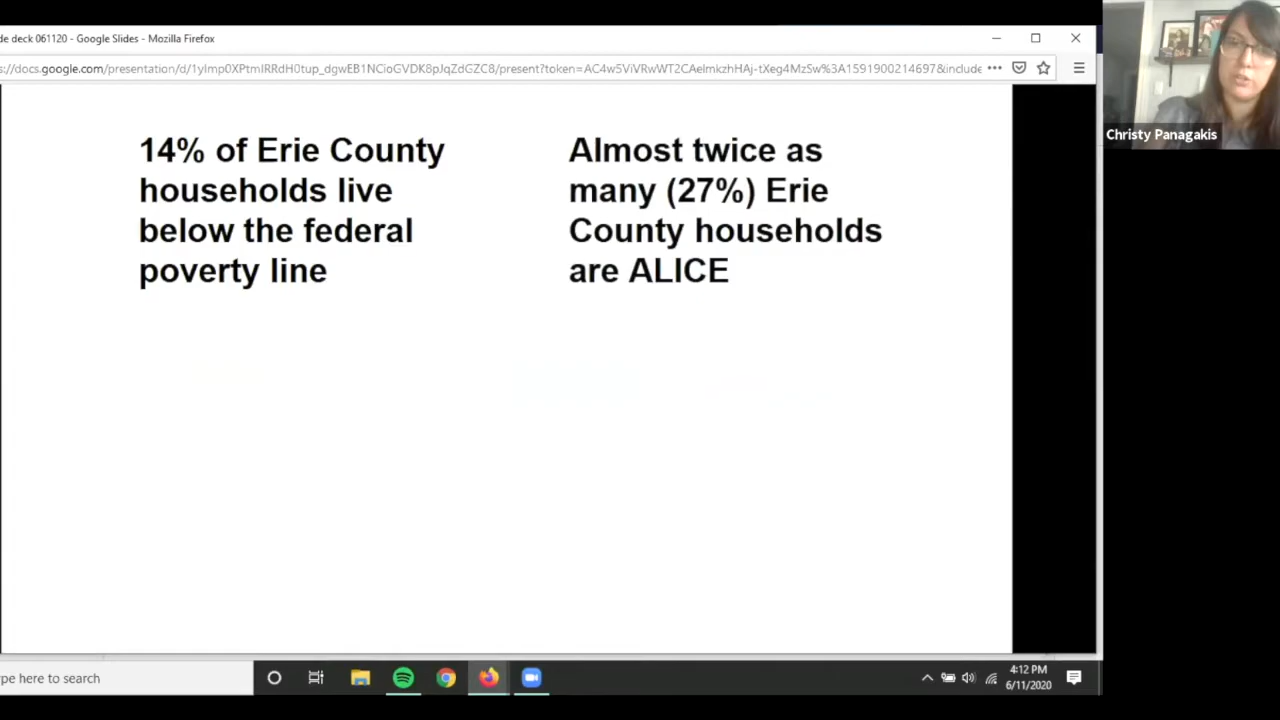 de deck 061120 - Google Slides - Mozilla Firefox
s://docs.google.com/presentation/d/1yImp0XPtmIRRdH0tup_dgwEB1NCioGVDK8pJqZdGZC8/present?token=AC4w5ViVRwWT2CAelmkzhHAj-tXeg4MzSw%3A1591900214697&include
Christy Panagakis
14% of Erie County
households live
below the federal
poverty line
Almost twice as
many (27%) Erie
County households
are ALICE
pe here to search
4:12 PM
6/11/2020